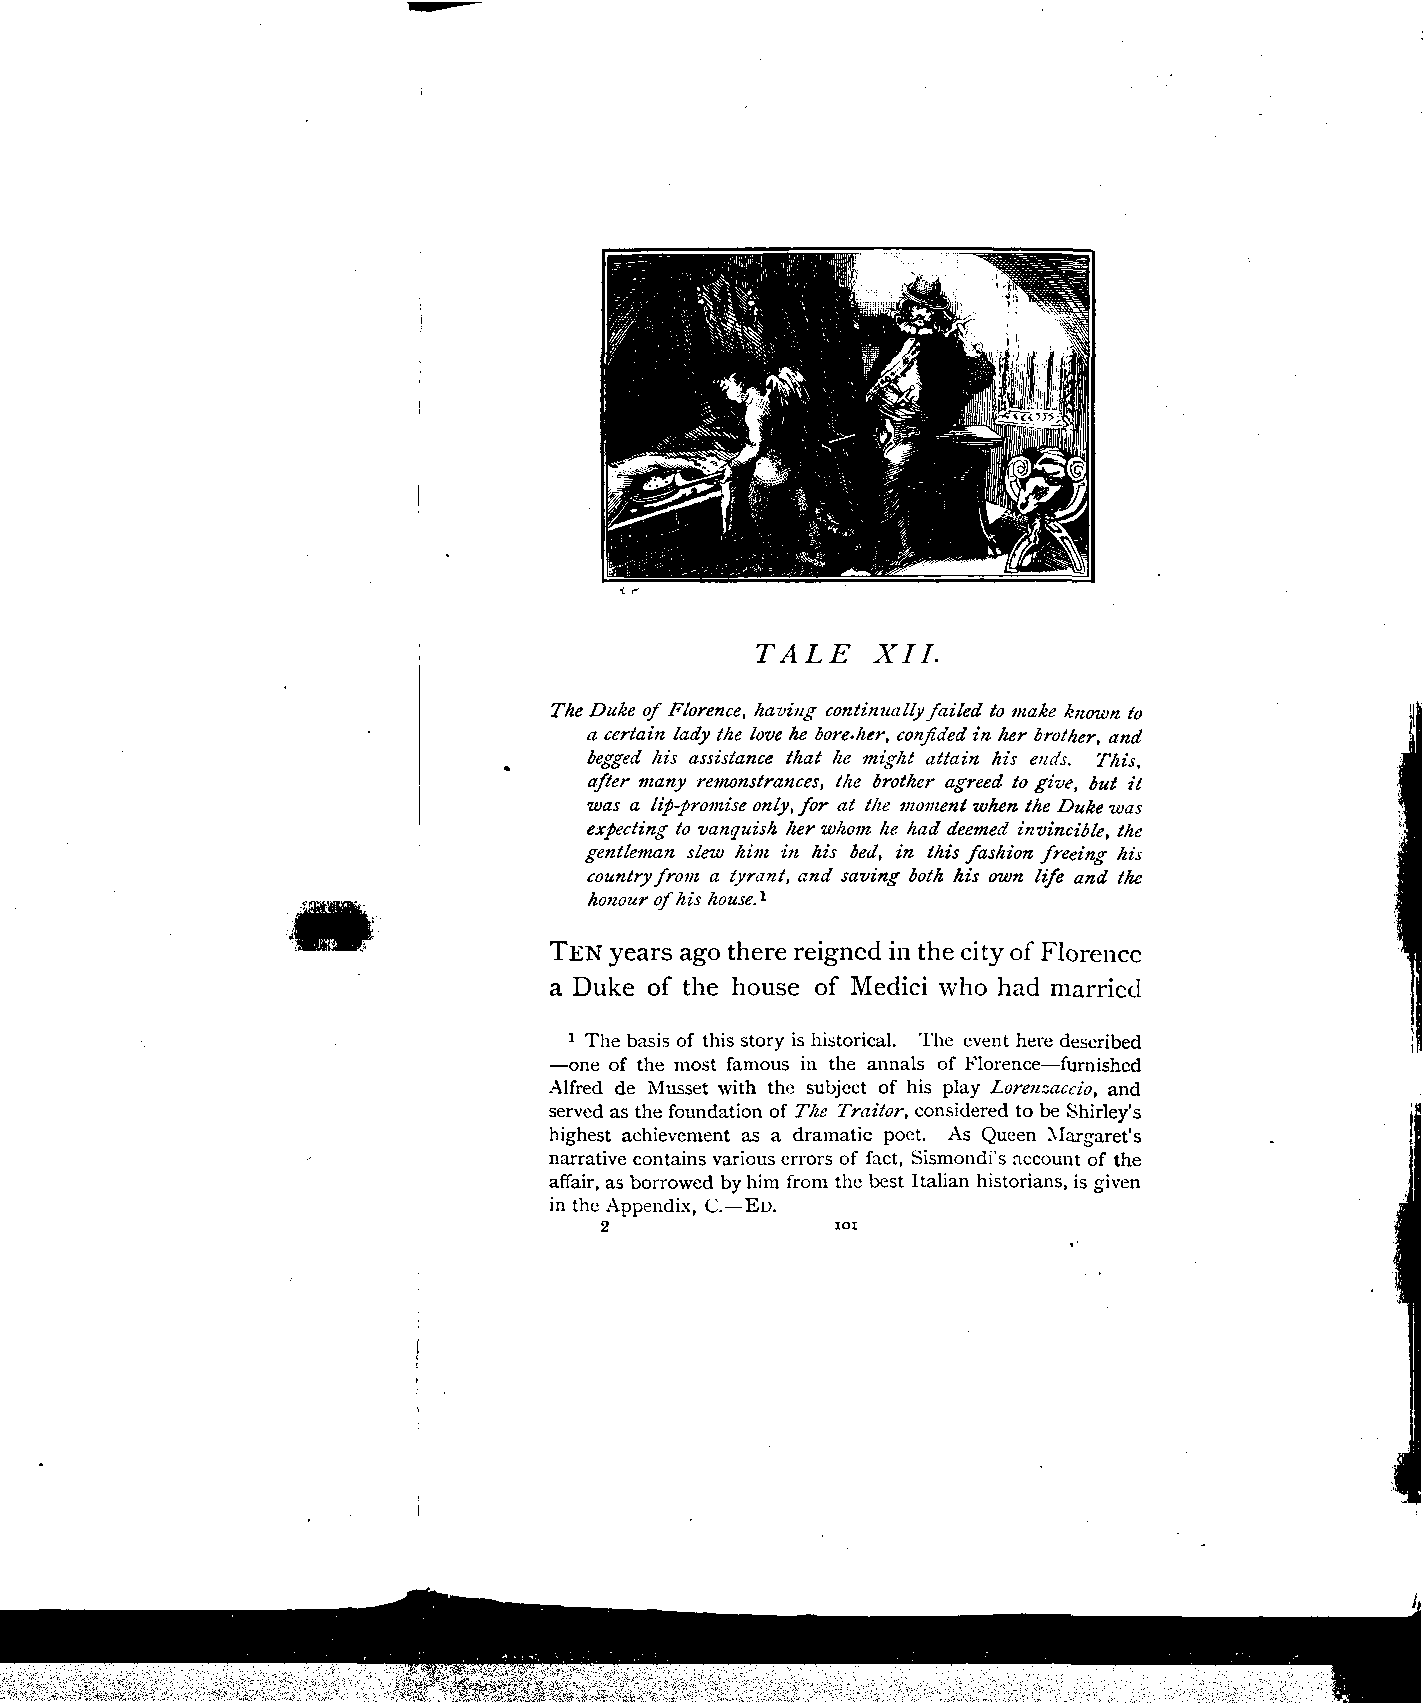 TALE XII.
The Duke of Florence, having continually failed to make known to
a certain lady the love he bore her, confided in her brother, and
begged his assistance that he might attain his ends. This,
after many remonstrances, the brother agreed to give, but it
was a lip-promise only, for at the moment when the Duke was
expecting to vanquish her whom he had deemed invincible, the
gentleman slew him in his bed, in this fashion freeing his
country from a tyrant, and saving both his own life and the
honour of his house.1
TEN years ago there reigned in the city of Florence
a Duke of the house of Medici who had married
1 The basis of this story is historical. The event here described
—one of the most famous in the annals of Florence—furnished
Alfred de Musset with the subject of his play Lorenzaccio, and
served as the foundation of The Traitor, considered to be Shirley's
highest achievement as a dramatic poet. As Queen Margaret's
narrative contains various errors of fact, Sismondi's account of the
affair, as borrowed by him from the best Italian historians, is given
in the Appendix, C.—ED.
2 101